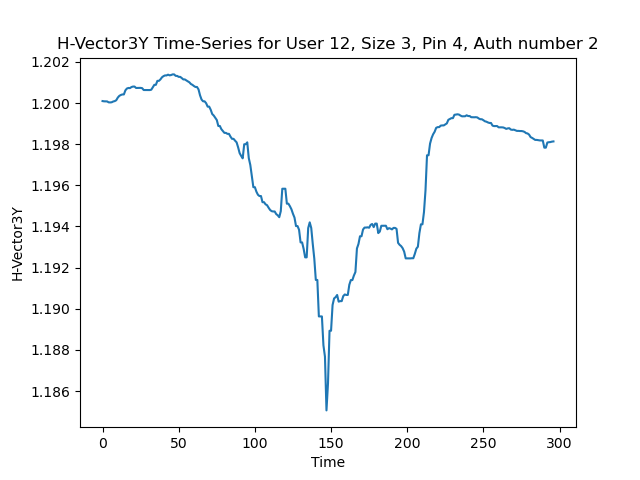 H-Vector3Y Time-Series for User 12, Size 3, Pin 4, Auth number 2
1.202
1.200
1.198
1.196
1.194
1.192
1.190
1.188
1.186
H-Vector3Y
0 50 100 150 200 250 300
Time